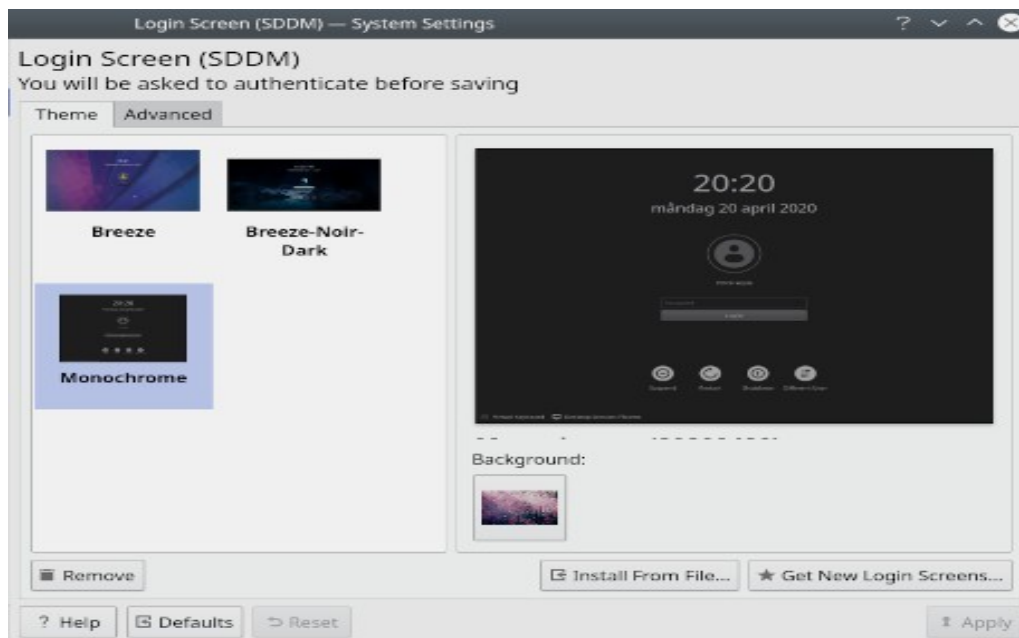 Login Screen (SDDM) — System Settings
Login Screen (SDDM)
You will be asked to authenticate before saving
Theme Advanced
Breeze
Breeze-Noir-
Dark
20:20
Monochrome
20:20
måndag 20 april 2020
Background:
Remove
Install From File...
Get New Login Screens...
? Help
Defaults
Reset
Apply